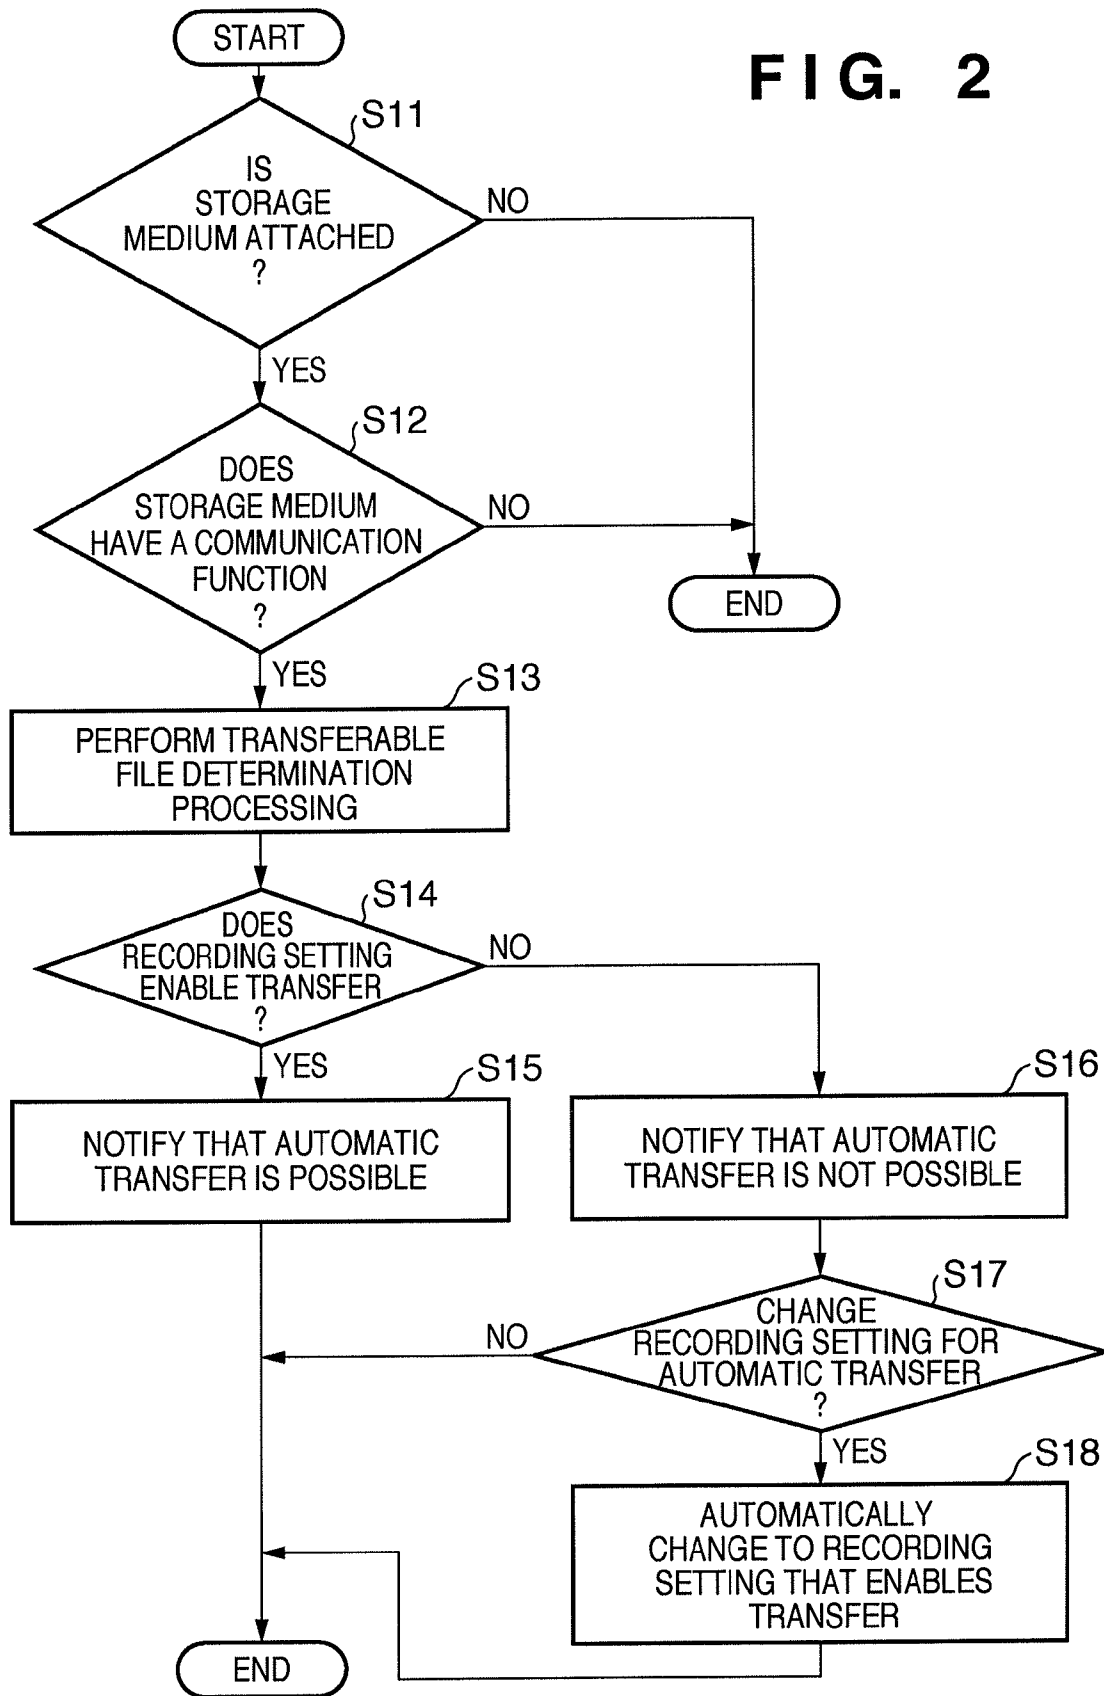 START
FIG. 2
S11
IS
STORAGE
MEDIUM ATTACHED
?
NO
YES
S12
DOES
STORAGE MEDIUM
HAVE A COMMUNICATION
FUNCTION
?
NO
END
YES
S13
PERFORM TRANSFERABLE
FILE DETERMINATION
PROCESSING
S14
DOES
RECORDING SETTING
ENABLE TRANSFER
?
NO
YES
S15
NOTIFY THAT AUTOMATIC
TRANSFER IS POSSIBLE
S16
NOTIFY THAT AUTOMATIC
TRANSFER IS NOT POSSIBLE
S17
CHANGE
RECORDING SETTING FOR
AUTOMATIC TRANSFER
?
NO
YES
S18
AUTOMATICALLY
CHANGE TO RECORDING
SETTING THAT ENABLES
TRANSFER
END